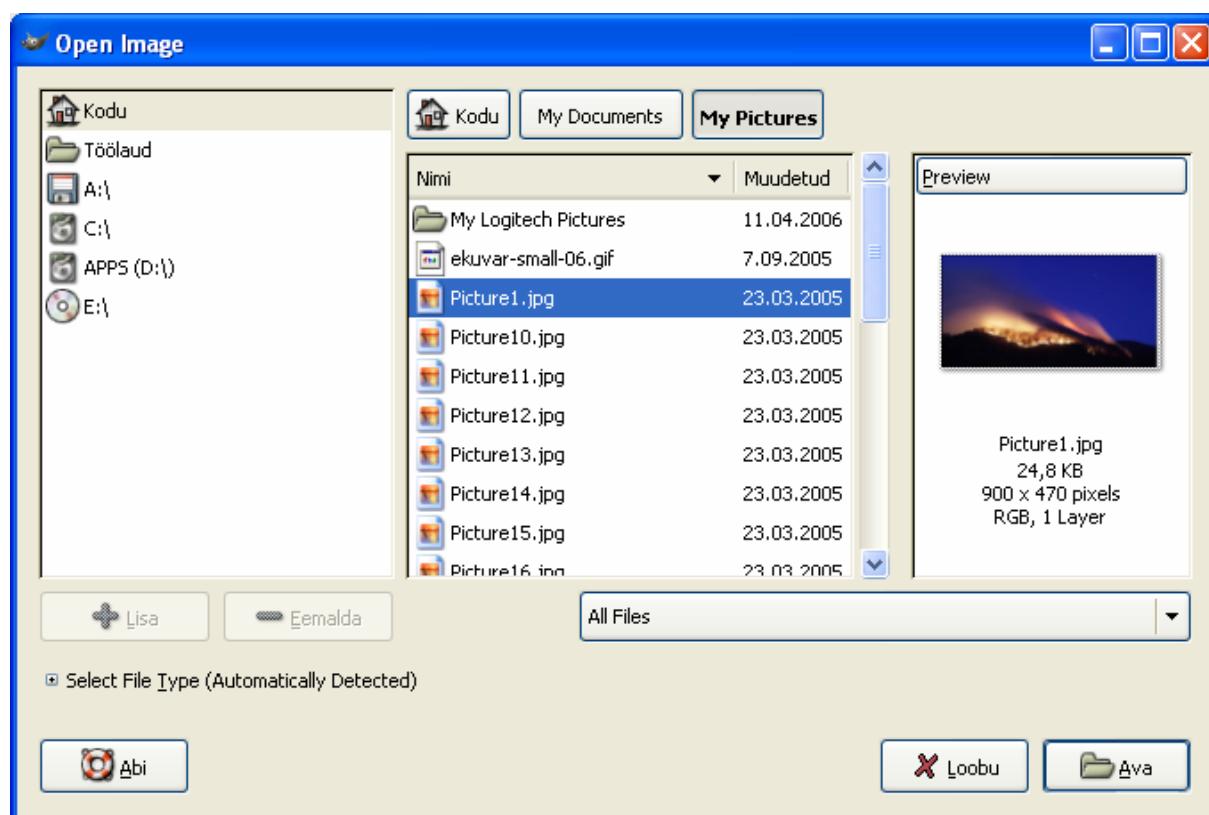 Open Image
Kodu
Töölaud
A:\
C:\
APPS (D:\)
E:\
Kodu My Documents My Pictures
Nimi Muudetud
My Logitech Pictures 11.04.2006
ekuvar-small-06.gif 7.09.2005
Picture1.jpg 23.03.2005
Picture10.jpg 23.03.2005
Picture11.jpg 23.03.2005
Picture12.jpg 23.03.2005
Picture13.jpg 23.03.2005
Picture14.jpg 23.03.2005
Picture15.jpg 23.03.2005
Picture16.jpg 23.03.2005
Preview
Picture1.jpg
24,8 KB
900 x 470 pixels
RGB, 1 Layer
Lisa Eemalda All Files
Select File Type (Automatically Detected)
Abi Loobu Ava